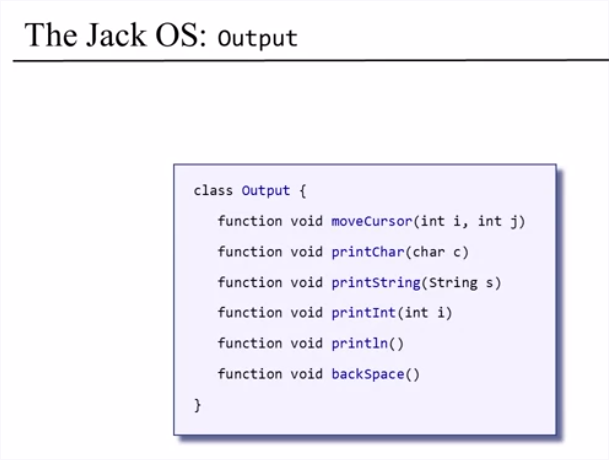 The Jack OS: Output
class Output {
function void moveCursor(int i, int j)
function void printChar(char c)
function void printString(String s)
function void printInt(int i)
function void println()
function void backSpace()
}